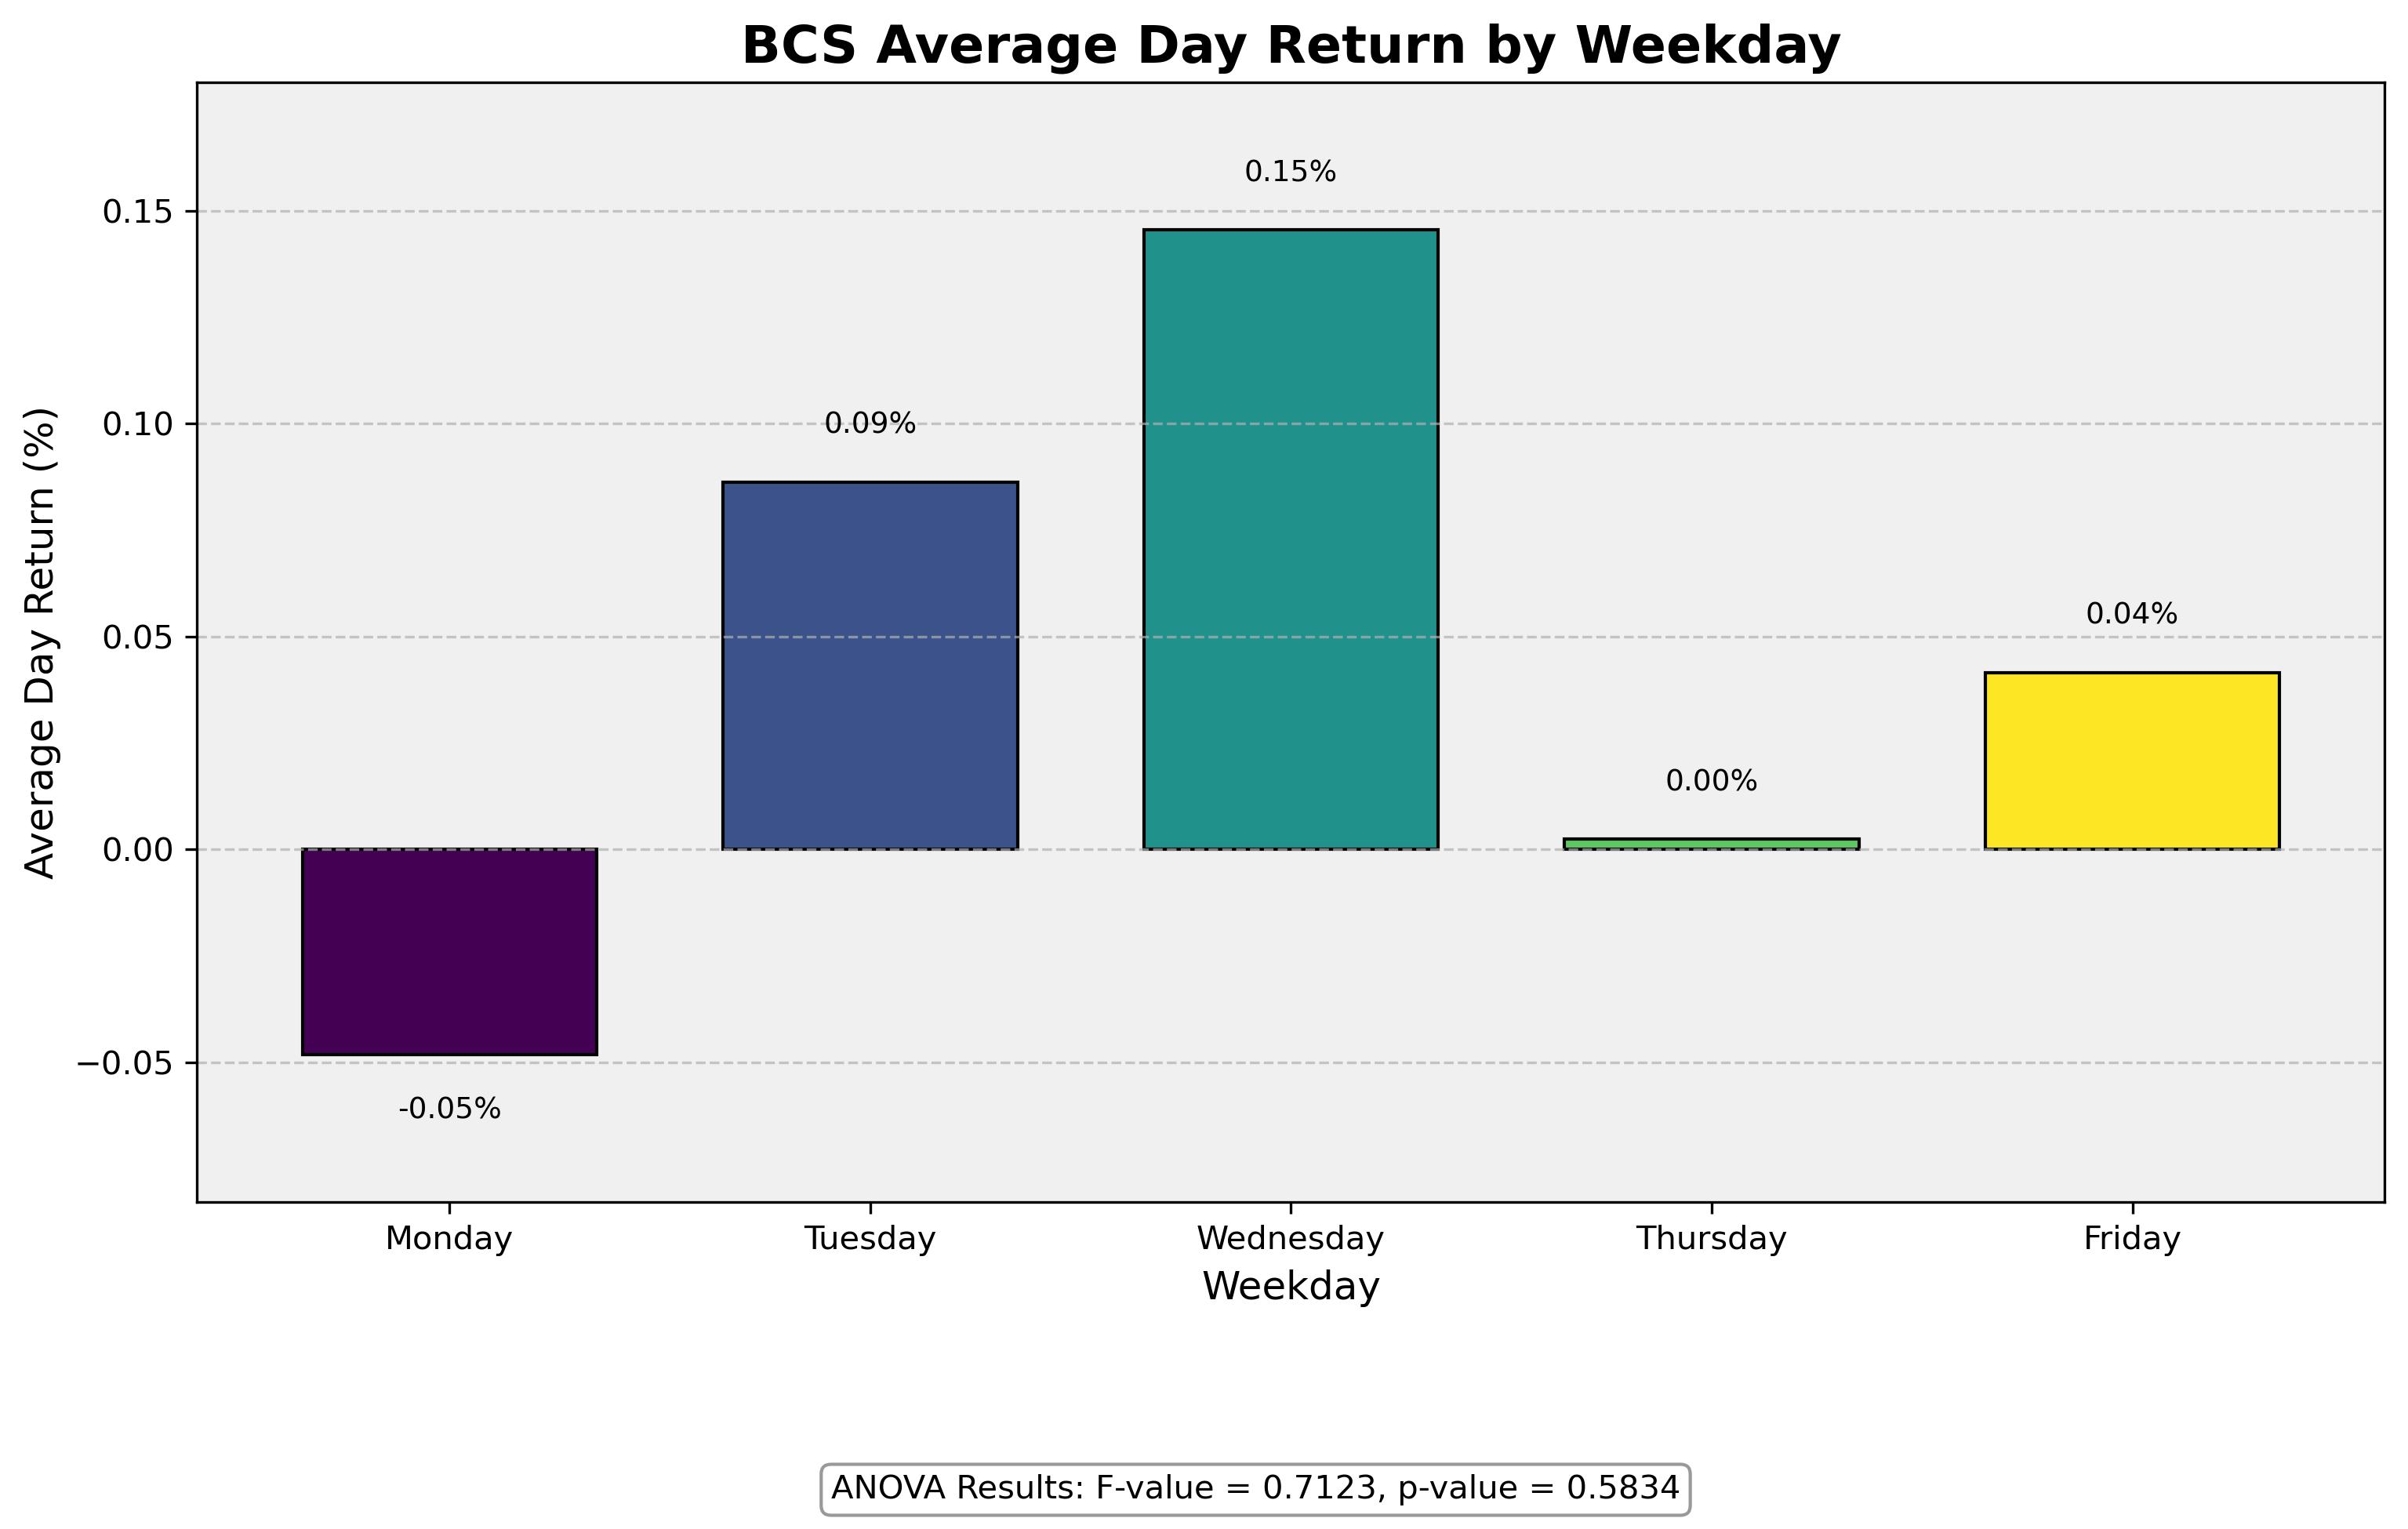 BCS Average Day Return by Weekday
Average Day Return (%)
0.15
0.10
0.05
0.00
−0.05
-0.05%
0.09%
0.15%
0.00%
0.04%
Monday
Tuesday
Wednesday
Thursday
Friday
Weekday
ANOVA Results: F-value = 0.7123, p-value = 0.5834